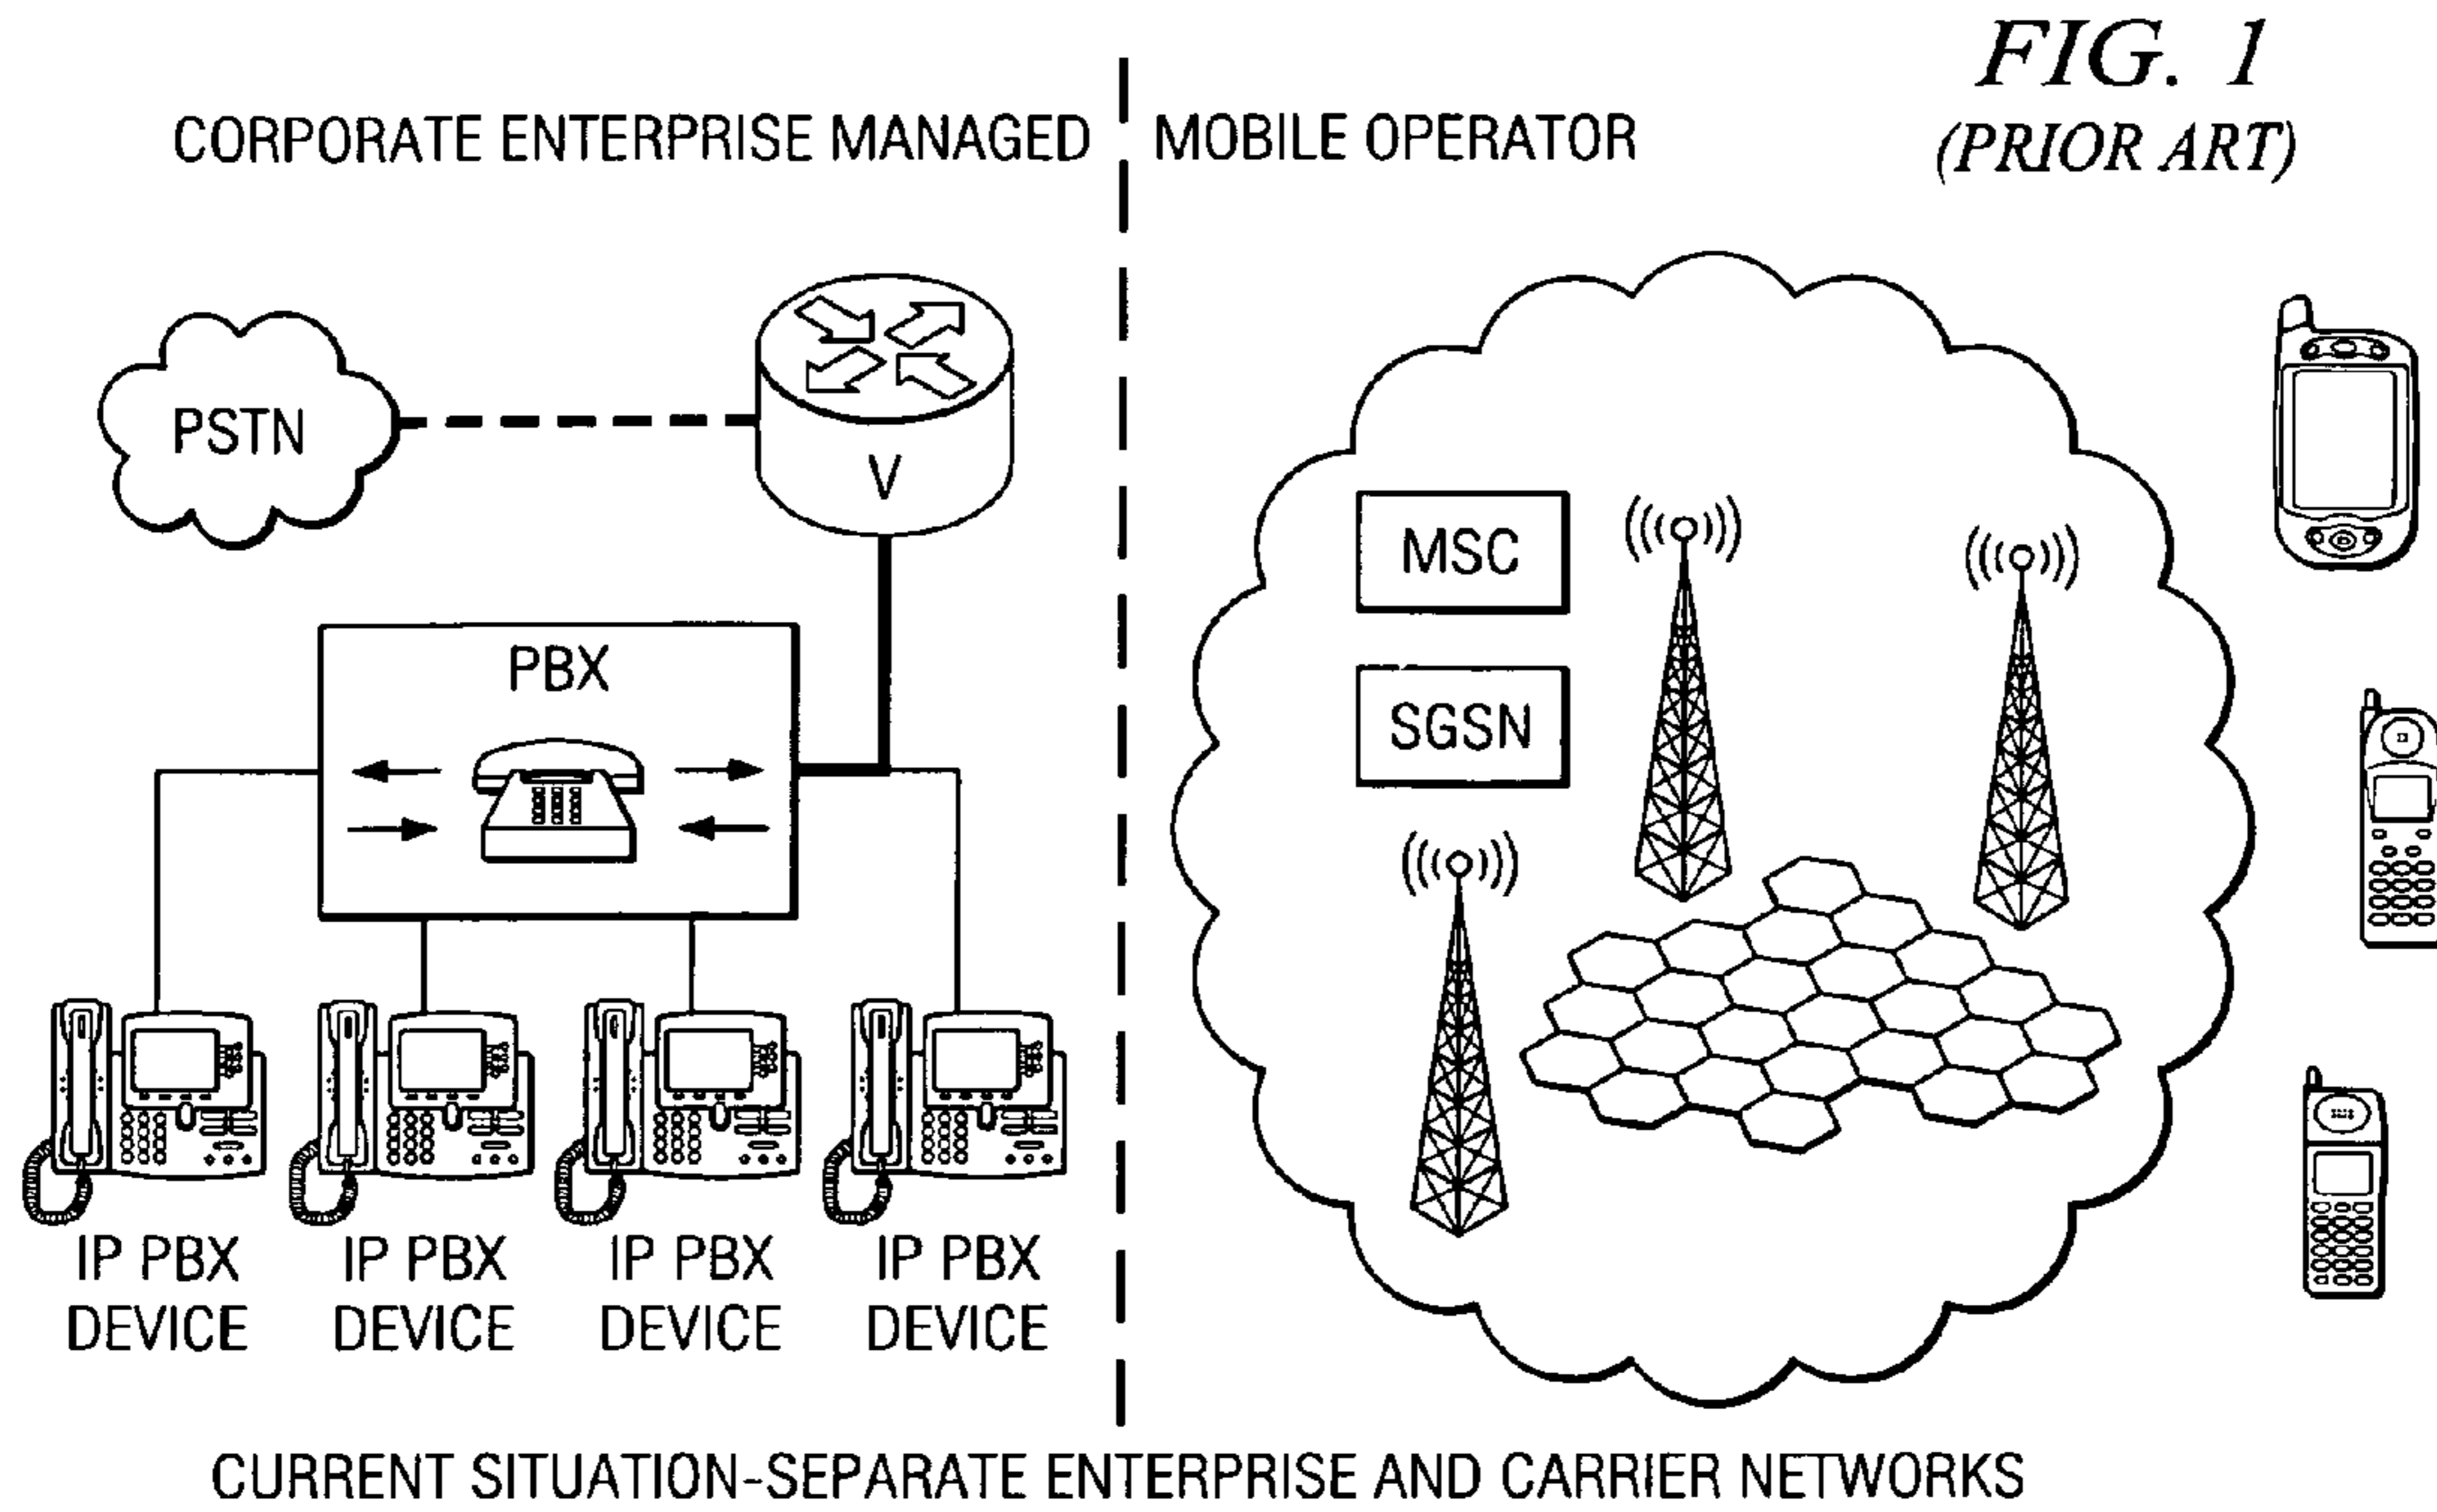 FIG. 1
(PRIOR ART)
CORPORATE ENTERPRISE MANAGED
MOBILE OPERATOR
PSTN
V
MSC
PBX
SGSN
IP PBX IP PBX IP PBX IP PBX
DEVICE DEVICE DEVICE DEVICE
CURRENT SITUATION-SEPARATE ENTERPRISE AND CARRIER NETWORKS